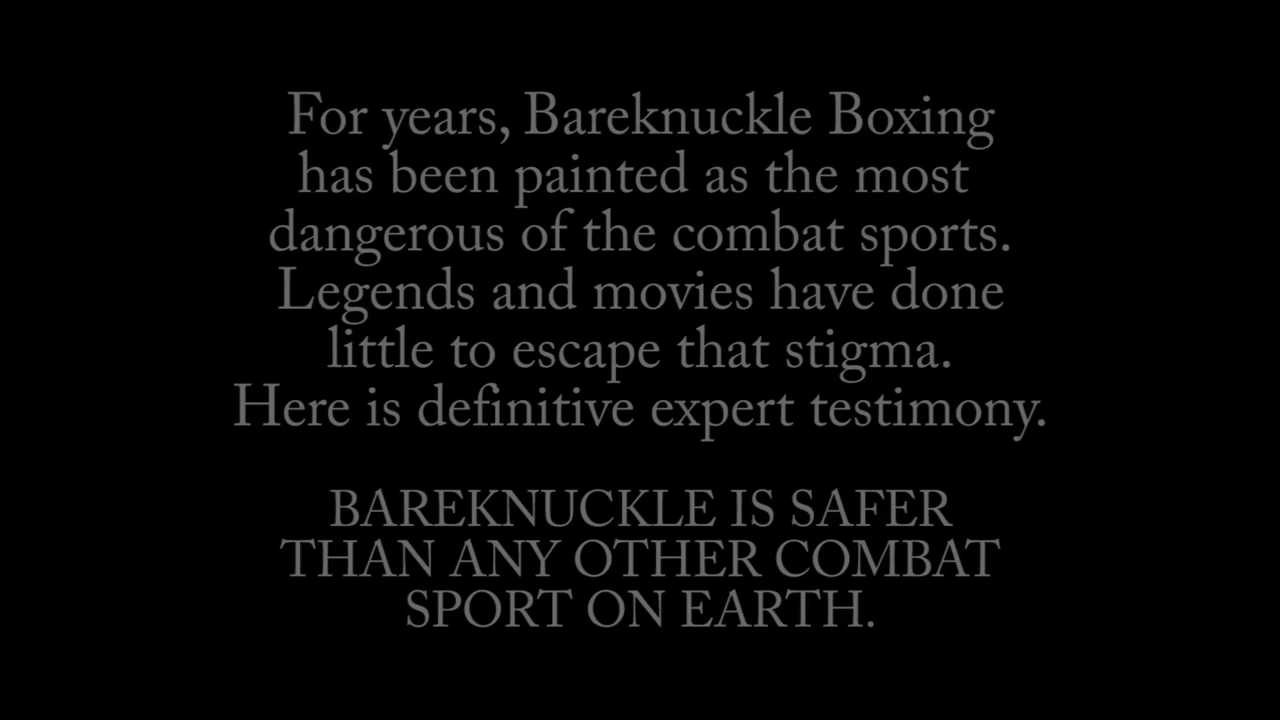 For years, Bareknuckle Boxing
has been painted as the most
dangerous of the combat sports.
Legends and movies have done
little to escape that stigma.
Here is definitive expert testimony.
BAREKNUCKLE IS SAFER
THAN ANY OTHER COMBAT
SPORT ON EARTH.